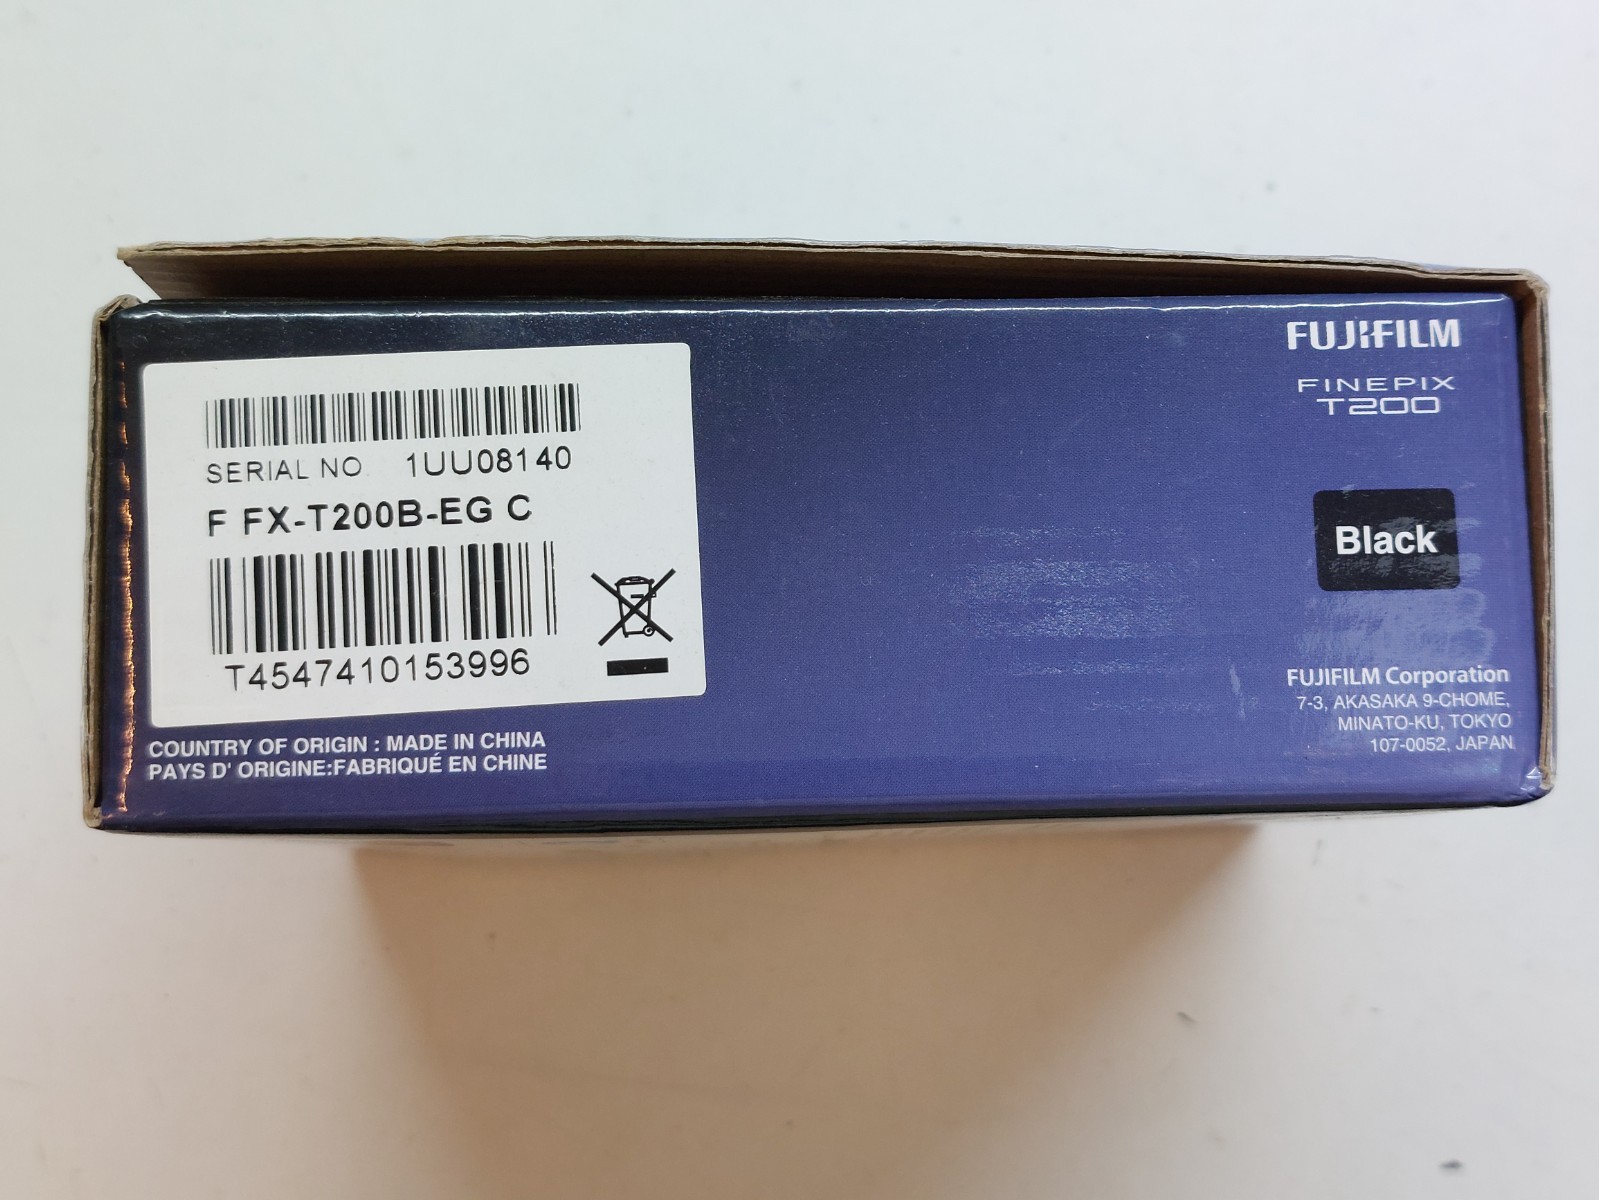 SERIAL NO. 1UU08140
F FX-T200B-EG C
T4547410153996
COUNTRY OF ORIGIN : MADE IN CHINA
PAYS D' ORIGINE:FABRIQUÉ EN CHINE
FUJIFILM
FINEPIX
T200
Black
FUJIFILM Corporation
7-3, AKASAKA 9-CHOME,
MINATO-KU, TOKYO
107-0052, JAPAN